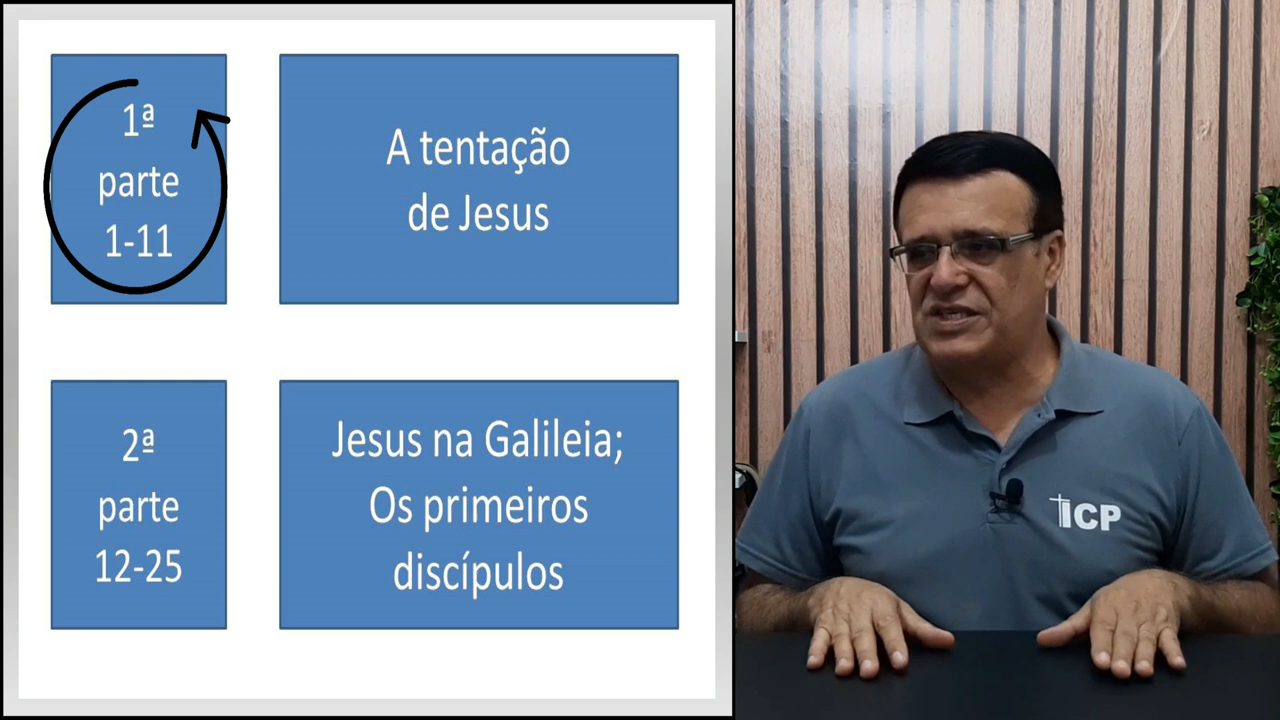 1ª
parte
1-11
A tentação
de Jesus
2ª
parte
12-25
Jesus na Galileia;
Os primeiros
discípulos
ICP